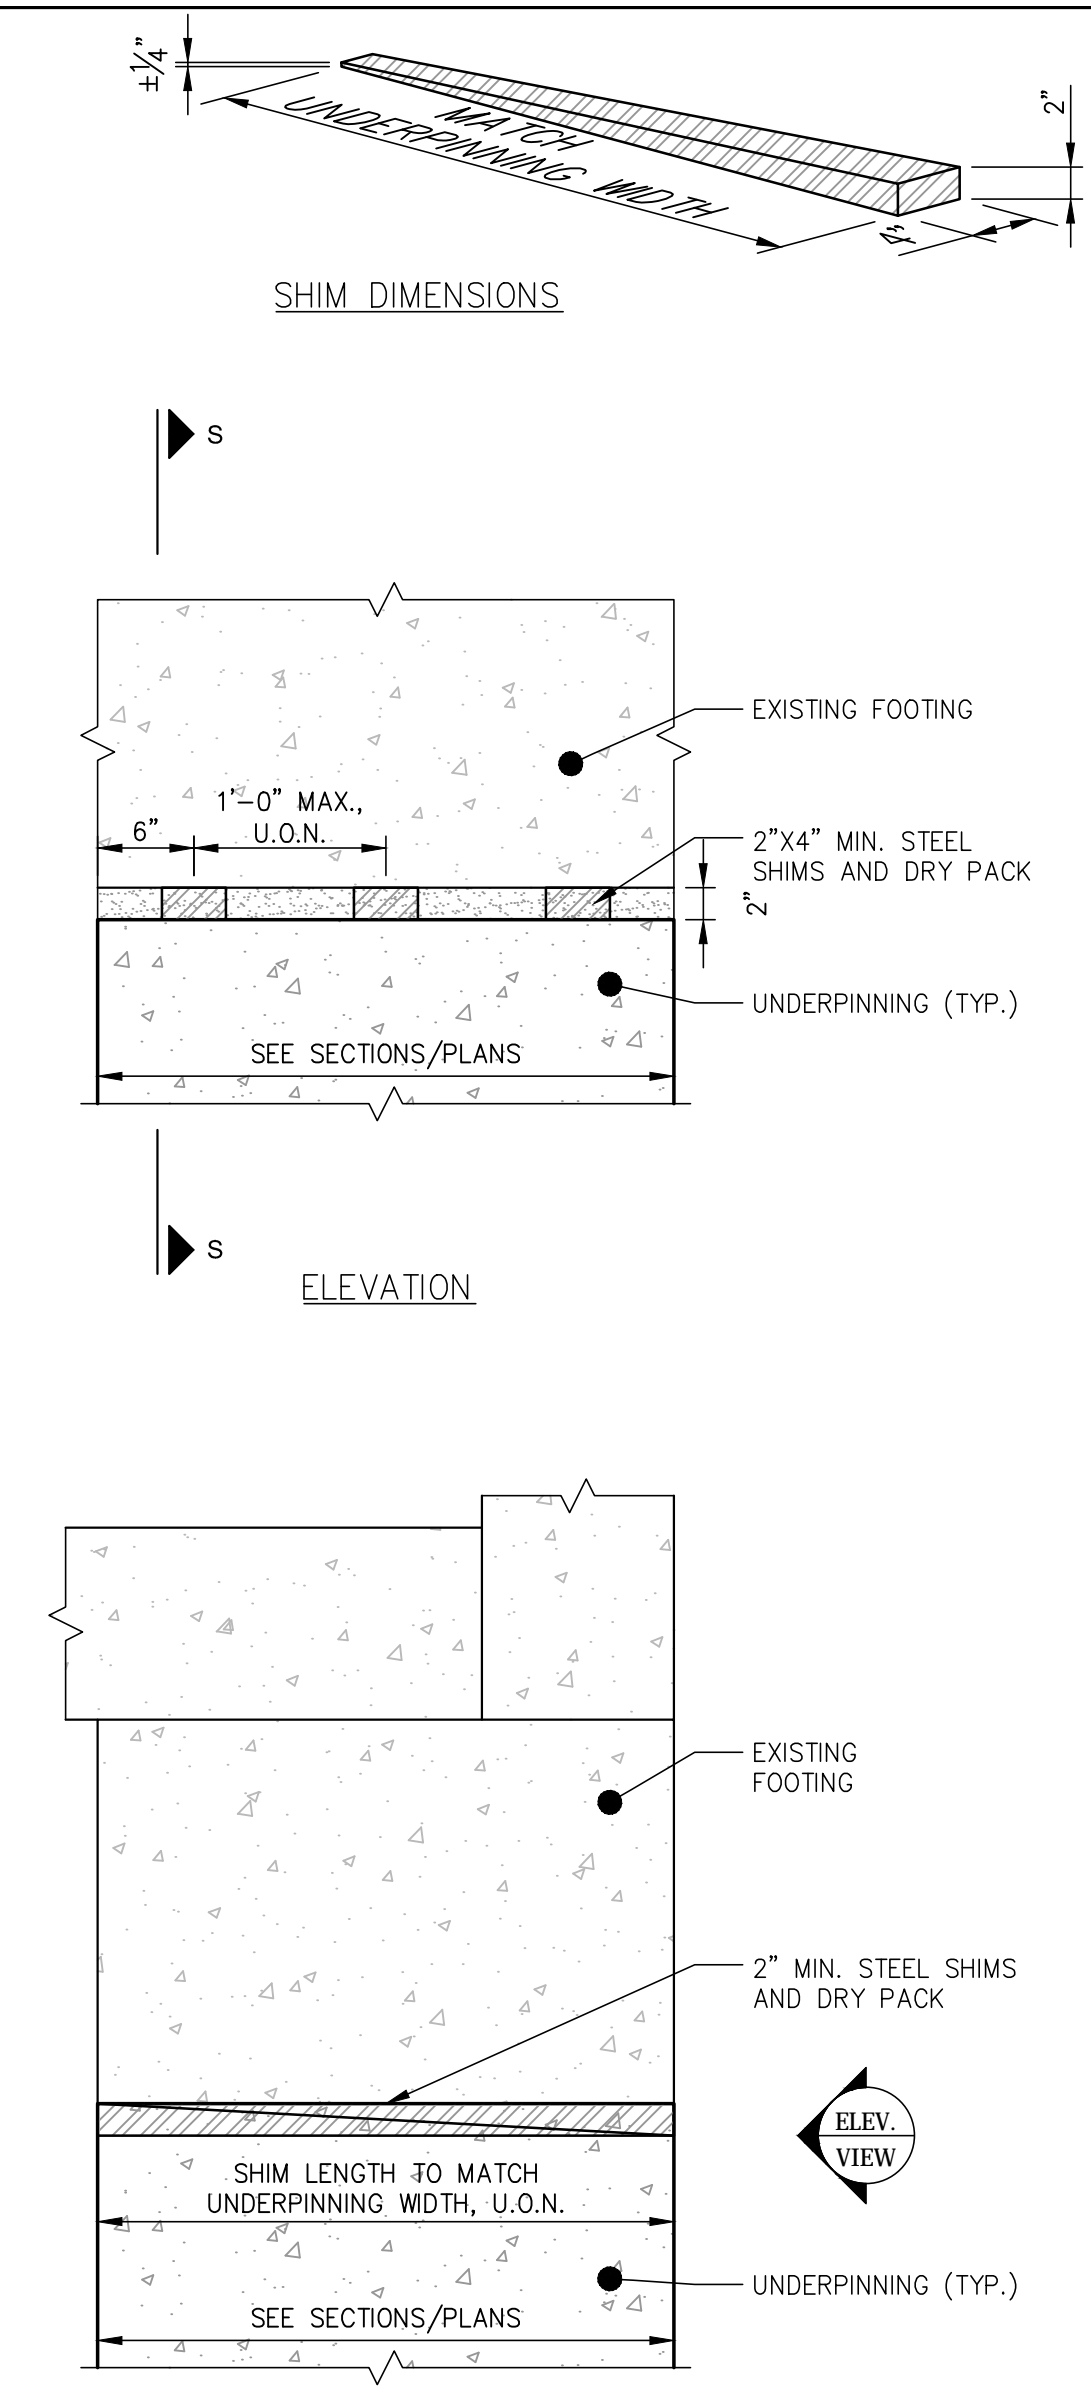 ±1/4"
2"
MATCH
UNDERPINNING WIDTH
4"
SHIM DIMENSIONS
S
EXISTING FOOTING
1'-0" MAX.,
6"
U.O.N.
2"X4" MIN. STEEL
SHIMS AND DRY PACK
2"
UNDERPINNING (TYP.)
SEE SECTIONS/PLANS
S
ELEVATION
EXISTING
FOOTING
2" MIN. STEEL SHIMS
AND DRY PACK
ELEV.
VIEW
SHIM LENGTH TO MATCH
UNDERPINNING WIDTH, U.O.N.
UNDERPINNING (TYP.)
SEE SECTIONS/PLANS